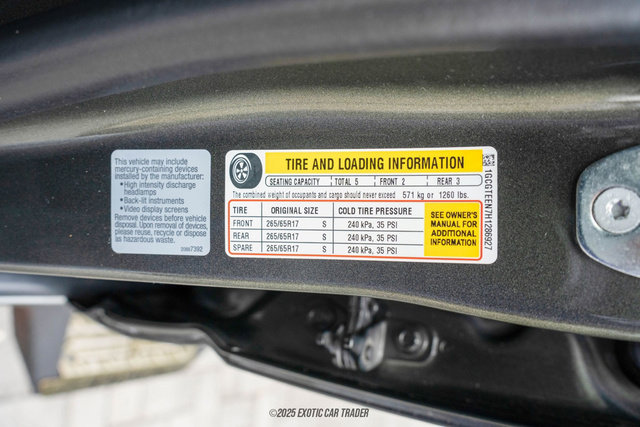 This vehicle may include
mercury-containing devices
installed by the manufacturer:
• High intensity discharge
headlamps
• Back-lit instruments
• Video display screens
Remove devices before vehicle
disposal. Upon removal of
devices, please reuse, recycle
or dispose as hazardous waste.
20887392
TIRE AND LOADING INFORMATION
SEATING CAPACITY TOTAL 5 FRONT 2 REAR 3
The combined weight of occupants and cargo should never exceed 571 kg or 1260 lbs.
TIRE ORIGINAL SIZE COLD TIRE PRESSURE
FRONT 265/65R17 S 240 kPa, 35 PSI
REAR 265/65R17 S 240 kPa, 35 PSI
SPARE 265/65R17 S 240 kPa, 35 PSI
SEE OWNER'S
MANUAL FOR
ADDITIONAL
INFORMATION
1GCGTEEN7H1286927
©2025 EXOTIC CAR TRADER